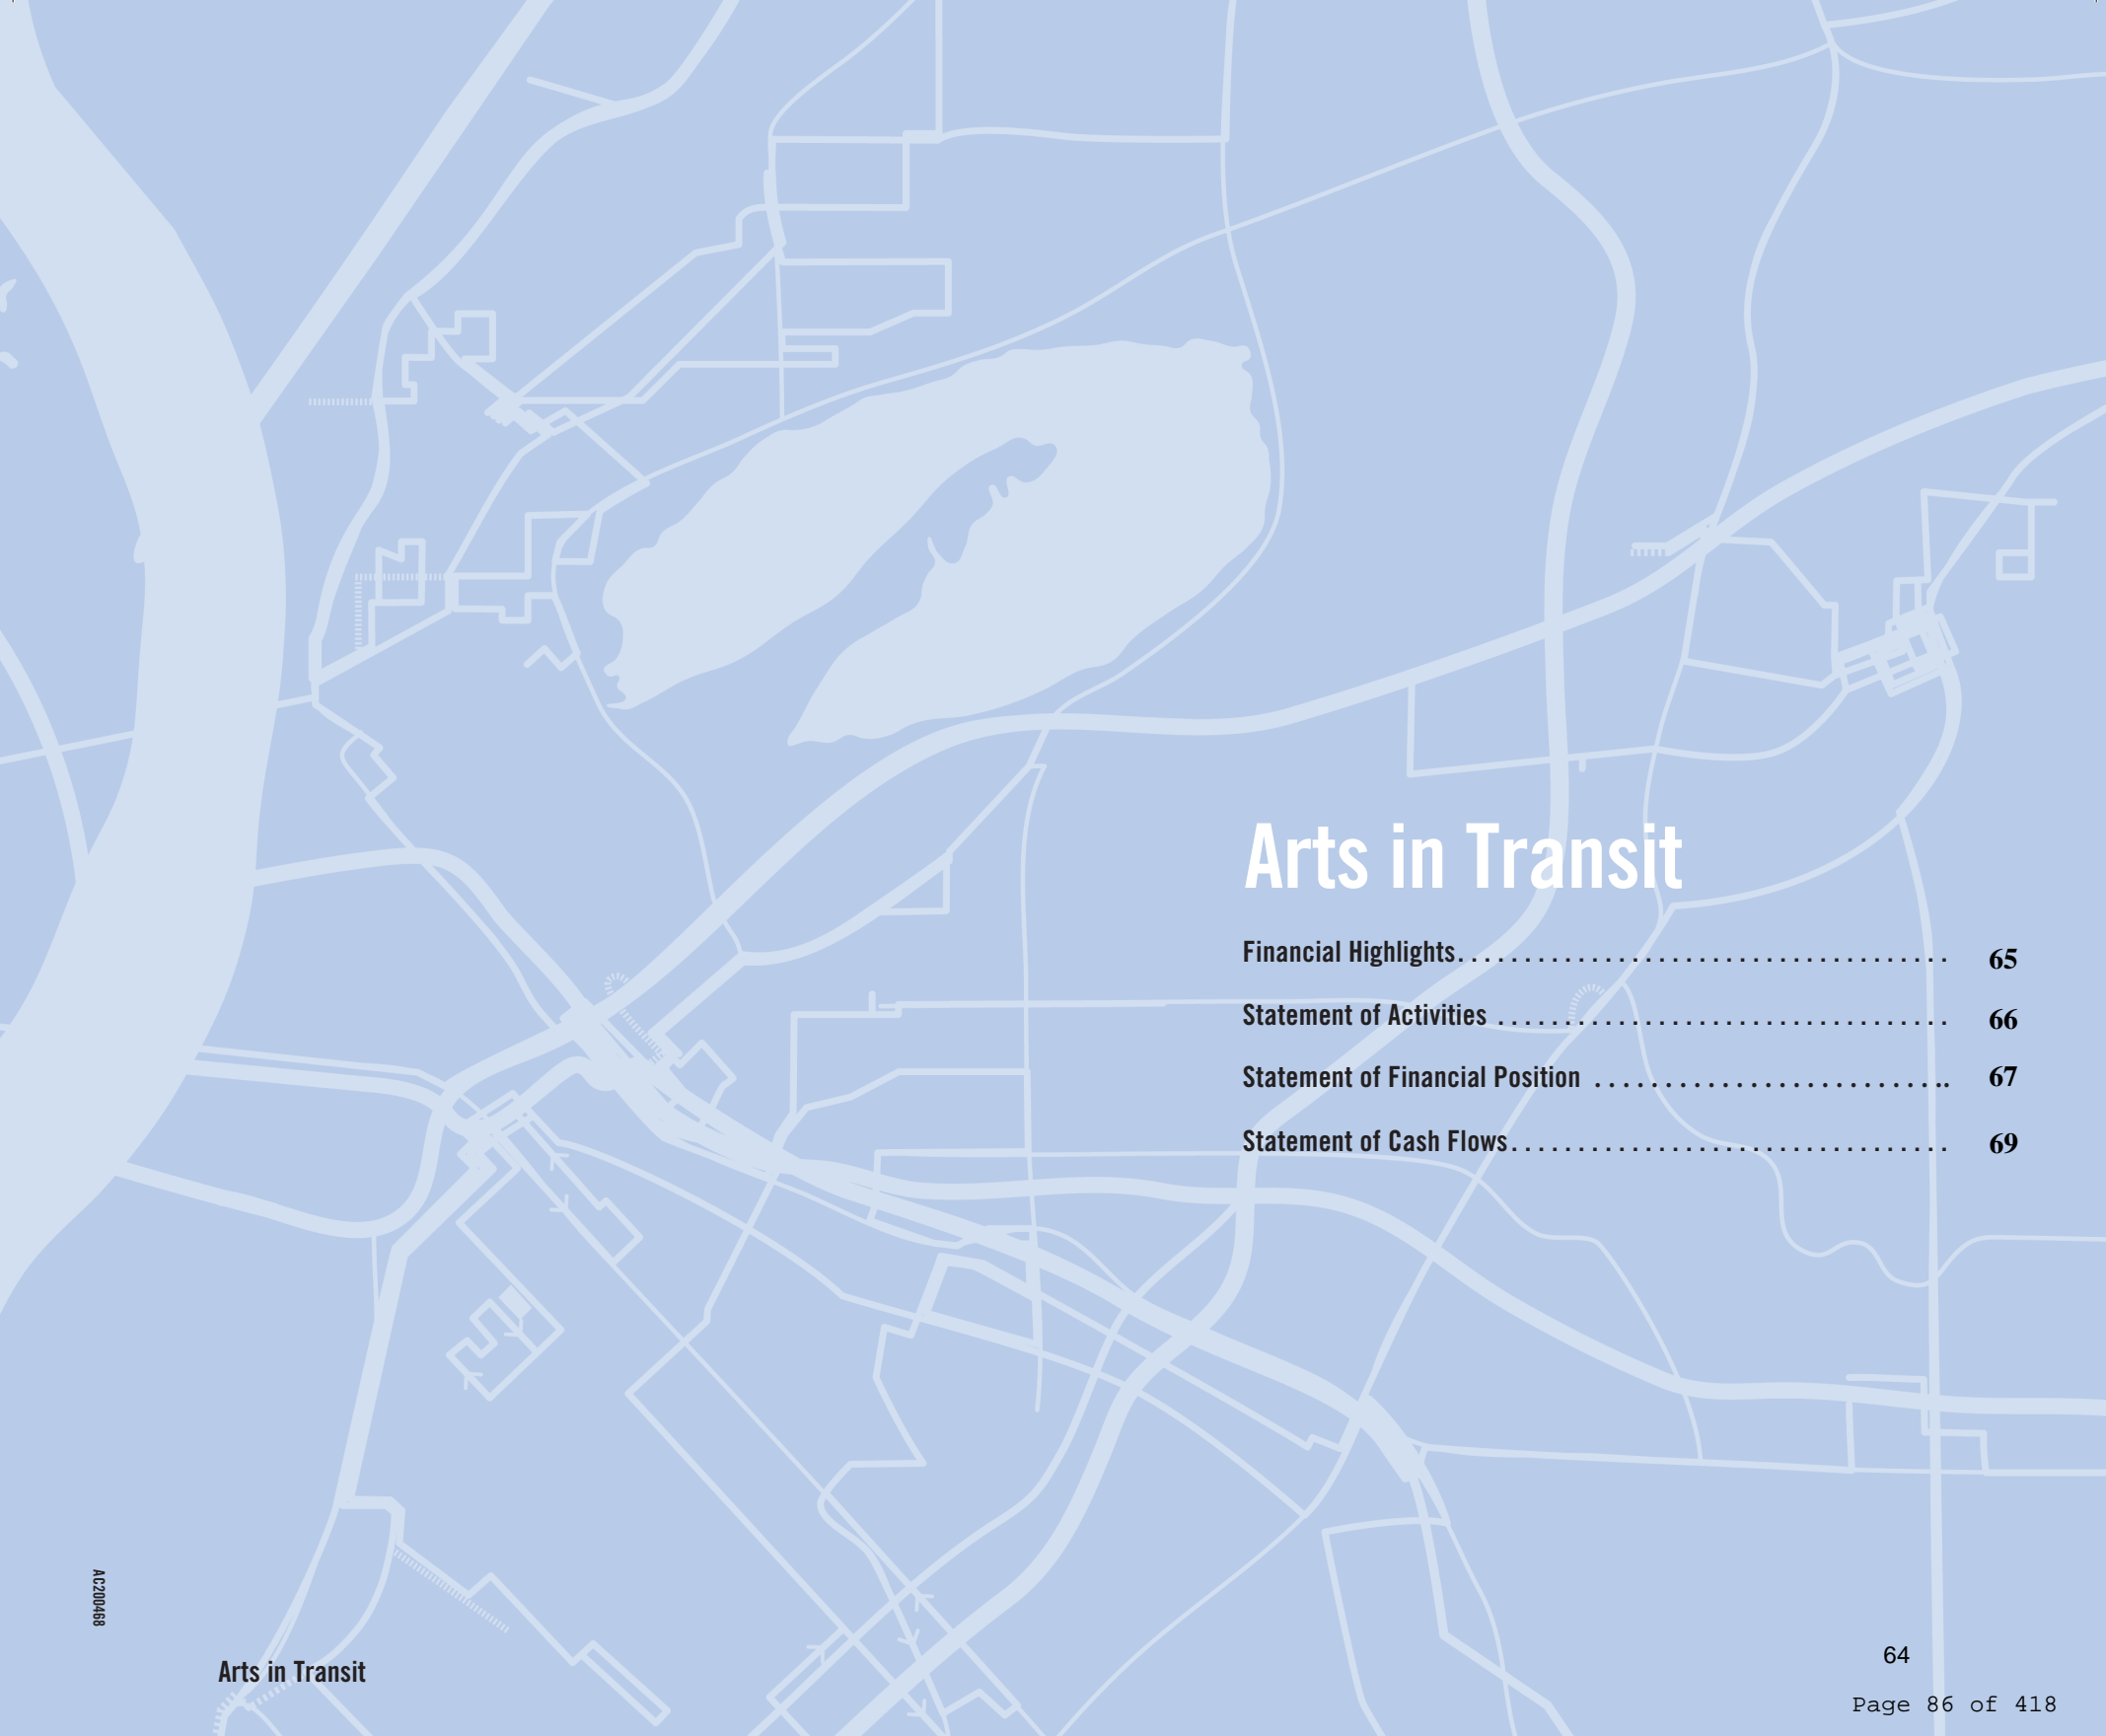 Arts in Transit
Financial Highlights. . . . . . . . . . . . . . . . . . . . . . . . . . . . . . . . . . . . . 65
Statement of Activities . . . . . . . . . . . . . . . . . . . . . . . . . . . . . . . . . . 66
Statement of Financial Position . . . . . . . . . . . . . . . . . . . . . . . . .. 67
Statement of Cash Flows. . . . . . . . . . . . . . . . . . . . . . . . . . . . . . . . . 69
AC200468
Arts in Transit
64
Page 86 of 418